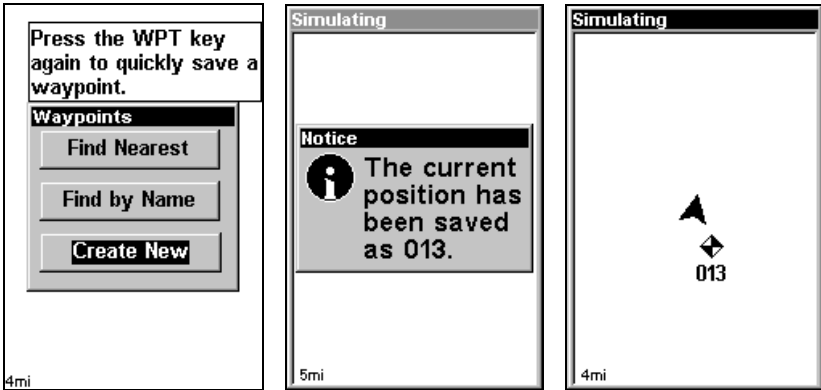 Press the WPT key
again to quickly save a
waypoint.
Waypoints
Find Nearest
Find by Name
Create New
4mi
Simulating
Notice
The current
position has
been saved
as 013.
5mi
Simulating
013
4mi